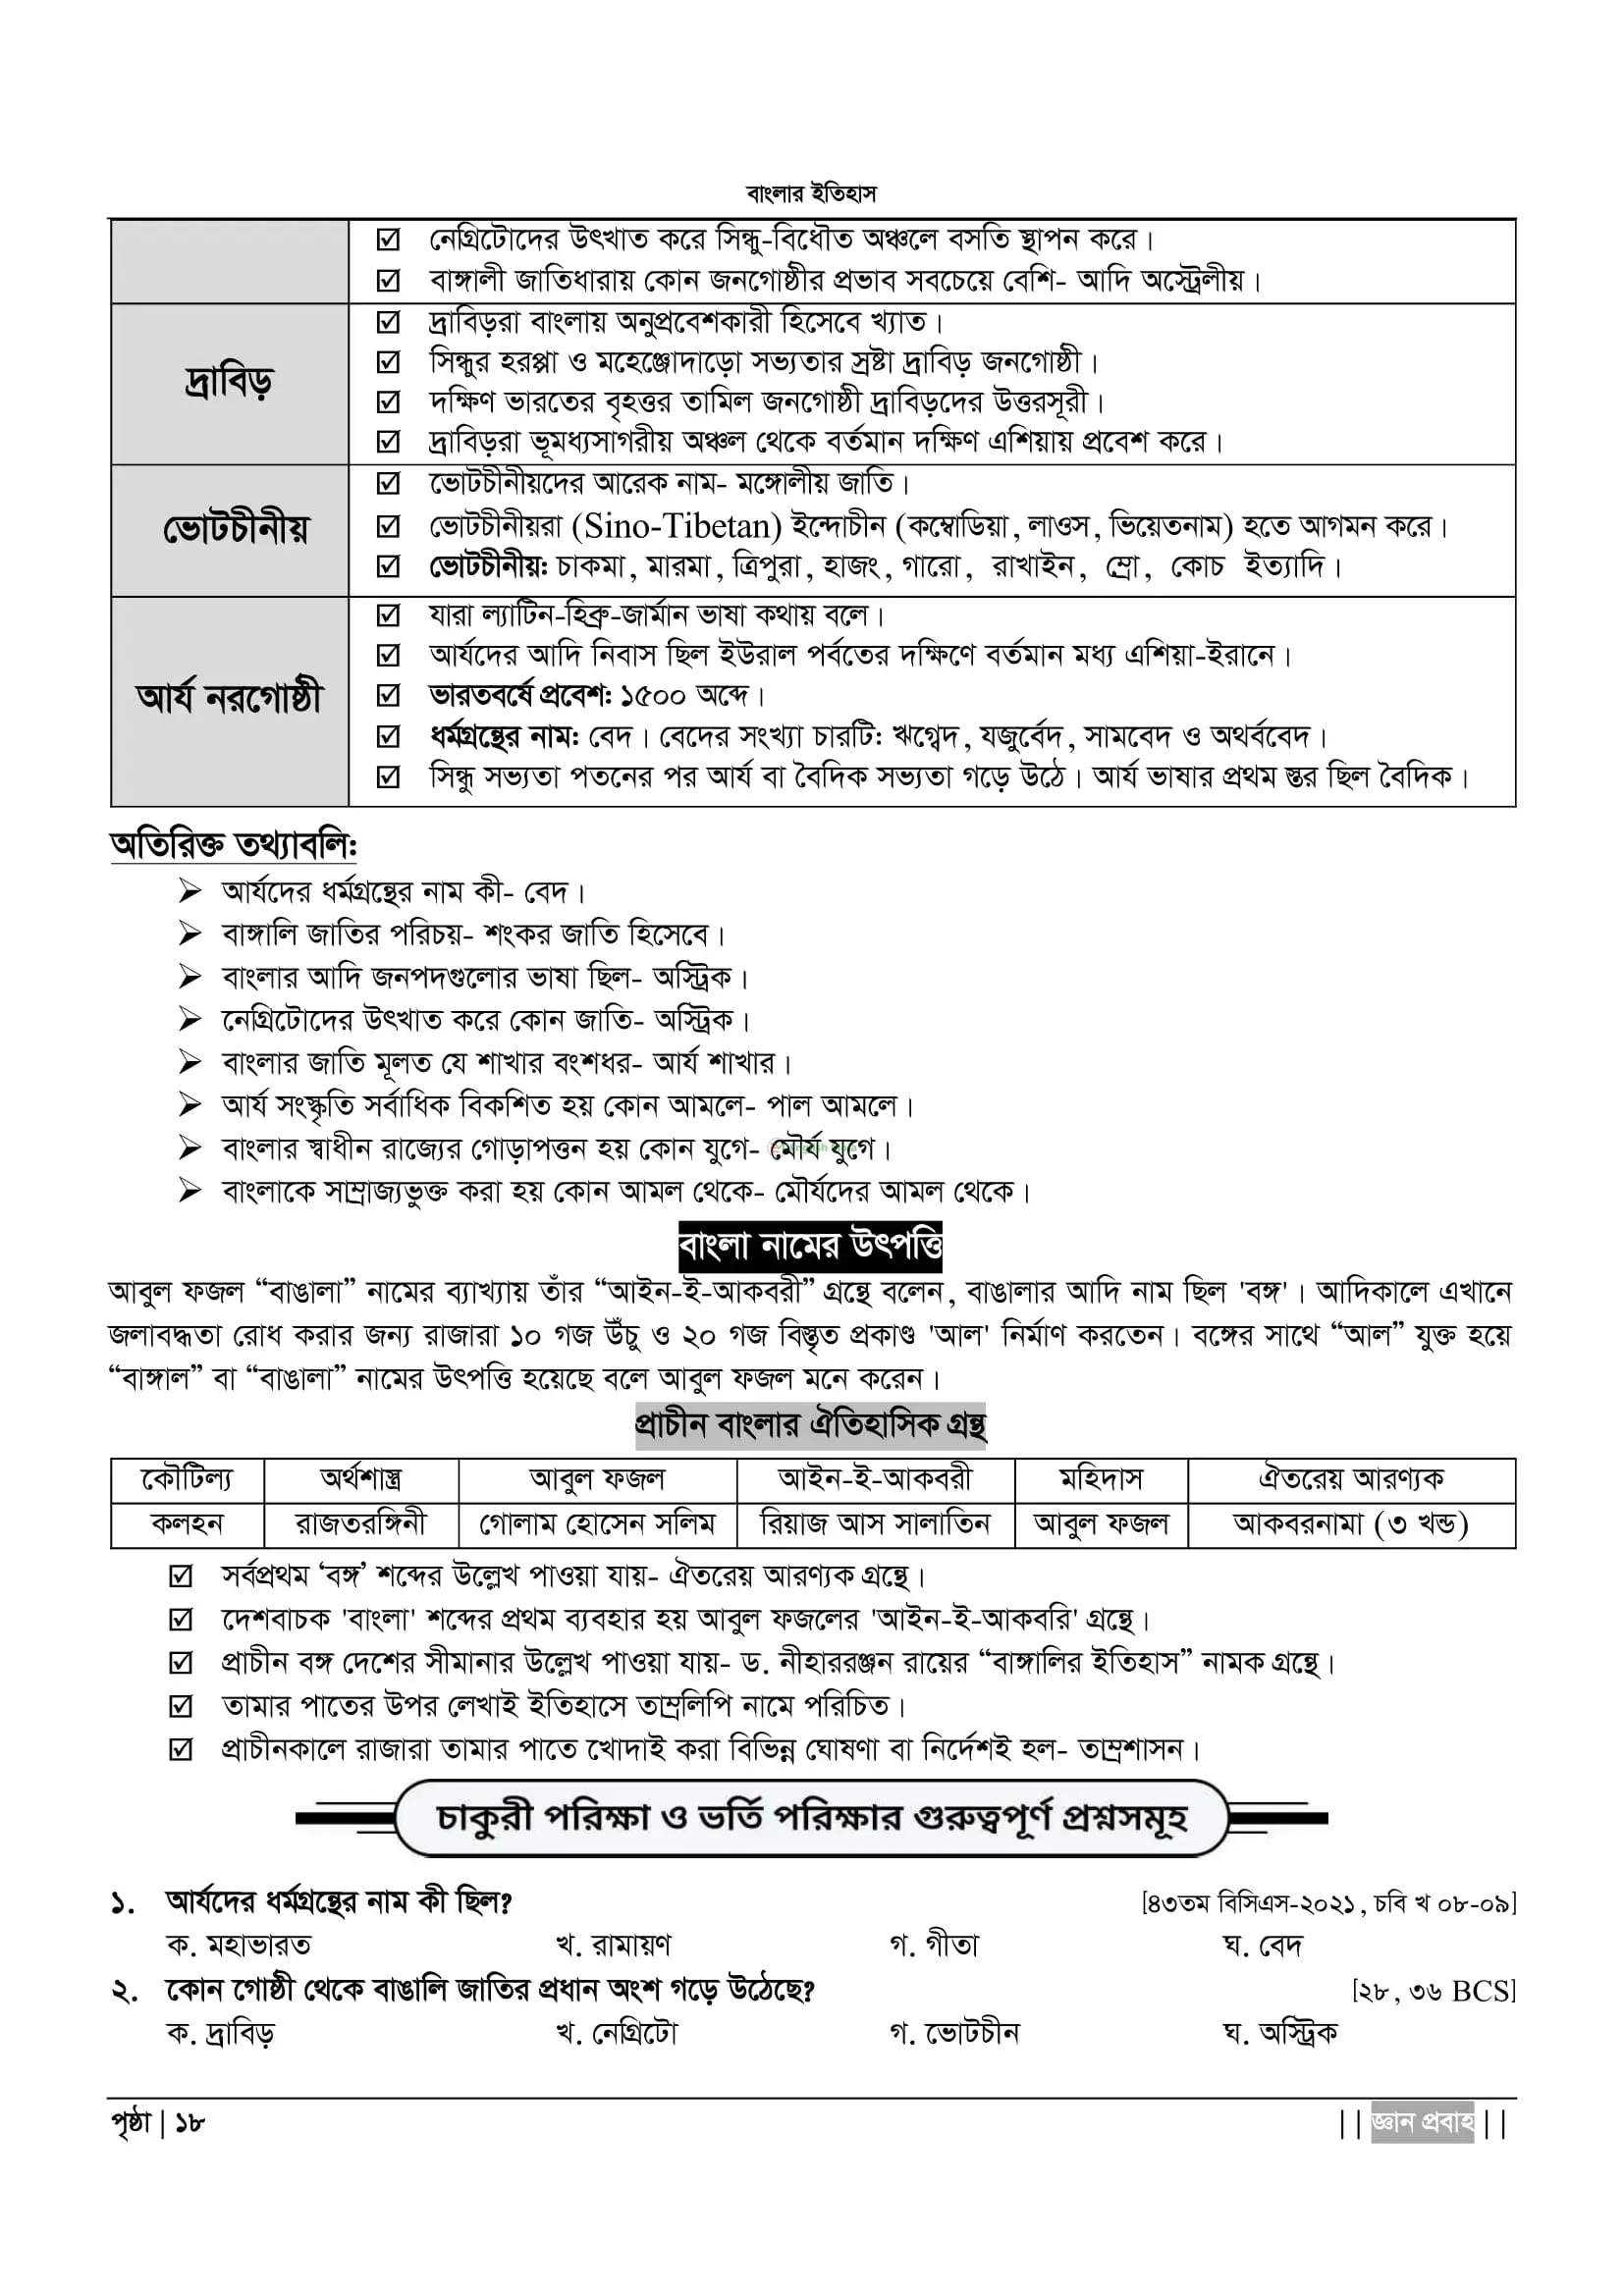 বাংলার ইতিহাস
নেগ্রিটোদের উৎখাত করে সিন্ধু-বিধৌত অঞ্চলে বসতি স্থাপন করে।
বাঙ্গালী জাতিধারায় কোন জনগোষ্ঠীর প্রভাব সবচেয়ে বেশি- আদি অস্ট্রেলীয়।
দ্রাবিড়
দ্রাবিড়রা বাংলায় অনুপ্রবেশকারী হিসেবে খ্যাত।
সিন্ধুর হরপ্পা ও মহেঞ্জোদাড়ো সভ্যতার স্রষ্টা দ্রাবিড় জনগোষ্ঠী।
দক্ষিণ ভারতের বৃহত্তর তামিল জনগোষ্ঠী দ্রাবিড়দের উত্তরসূরী।
দ্রাবিড়রা ভূমধ্যসাগরীয় অঞ্চল থেকে বর্তমান দক্ষিণ এশিয়ায় প্রবেশ করে।
ভোটচীনীয়
ভোটচীনীয়দের আরেক নাম- মঙ্গোলীয় জাতি।
ভোটচীনীয়রা (Sino-Tibetan) ইন্দোচীন (কম্বোডিয়া, লাওস, ভিয়েতনাম) হতে আগমন করে।
ভোটচীনীয়: চাকমা, মারমা, ত্রিপুরা, হাজং, গারো, রাখাইন, ম্রো, কোচ ইত্যাদি।
আর্য নরগোষ্ঠী
যারা ল্যাটিন-হিব্রু-জার্মান ভাষা কথায় বলে।
আর্যদের আদি নিবাস ছিল ইউরাল পর্বতের দক্ষিণে বর্তমান মধ্য এশিয়া-ইরানে।
ভারতবর্ষে প্রবেশ: ১৫০০ অব্দে।
ধর্মগ্রন্থের নাম: বেদ। বেদের সংখ্যা চারটি: ঋগ্বেদ, যজুর্বেদ, সামবেদ ও অথর্ববেদ।
সিন্ধু সভ্যতা পতনের পর আর্য বা বৈদিক সভ্যতা গড়ে উঠে। আর্য ভাষার প্রথম স্তর ছিল বৈদিক।
অতিরিক্ত তথ্যাবলি:
আর্যদের ধর্মগ্রন্থের নাম কী- বেদ।
বাঙ্গালি জাতির পরিচয়- শংকর জাতি হিসেবে।
বাংলার আদি জনপদগুলোর ভাষা ছিল- অস্ট্রিক।
নেগ্রিটোদের উৎখাত করে কোন জাতি- অস্ট্রিক।
বাংলার জাতি মূলত যে শাখার বংশধর- আর্য শাখার।
আর্য সংস্কৃতি সর্বাধিক বিকশিত হয় কোন আমলে- পাল আমলে।
বাংলার স্বাধীন রাজ্যের গোড়াপত্তন হয় কোন যুগে- মৌর্য যুগে।
বাংলাকে সাম্রাজ্যভুক্ত করা হয় কোন আমল থেকে- মৌর্যদের আমল থেকে।
বাংলা নামের উৎপত্তি
আবুল ফজল “বাঙালা” নামের ব্যাখ্যায় তাঁর “আইন-ই-আকবরী” গ্রন্থে বলেন, বাঙালার আদি নাম ছিল 'বঙ্গ'। আদিকালে এখানে
জলাবদ্ধতা রোধ করার জন্য রাজারা ১০ গজ উঁচু ও ২০ গজ বিস্তৃত প্রকাণ্ড 'আল' নির্মাণ করতেন। বঙ্গের সাথে “আল” যুক্ত হয়ে
“বাঙ্গাল” বা “বাঙালা” নামের উৎপত্তি হয়েছে বলে আবুল ফজল মনে করেন।
প্রাচীন বাংলার ঐতিহাসিক গ্রন্থ
কৌটিল্য অর্থশাস্ত্র আবুল ফজল আইন-ই-আকবরী মহিদাস ঐতরেয় আরণ্যক
কলহন রাজতরঙ্গিনী গোলাম হোসেন সলিম রিয়াজ আস সালাতিন আবুল ফজল আকবরনামা (৩ খন্ড)
সর্বপ্রথম ‘বঙ্গ’ শব্দের উল্লেখ পাওয়া যায়- ঐতরেয় আরণ্যক গ্রন্থে।
দেশবাচক 'বাংলা' শব্দের প্রথম ব্যবহার হয় আবুল ফজলের 'আইন-ই-আকবরি' গ্রন্থে।
প্রাচীন বঙ্গ দেশের সীমানার উল্লেখ পাওয়া যায়- ড. নীহাররঞ্জন রায়ের “বাঙ্গালির ইতিহাস” নামক গ্রন্থে।
তামার পাতের উপর লেখাই ইতিহাসে তাম্রলিপি নামে পরিচিত।
প্রাচীনকালে রাজারা তামার পাতে খোদাই করা বিভিন্ন ঘোষণা বা নির্দেশই হল- তাম্রশাসন।
চাকুরী পরিক্ষা ও ভর্তি পরিক্ষার গুরুত্বপূর্ণ প্রশ্নসমূহ
১. আর্যদের ধর্মগ্রন্থের নাম কী ছিল? [৪৩তম বিসিএস-২০২১, চবি খ ০৮-০৯]
ক. মহাভারত খ. রামায়ণ গ. গীতা ঘ. বেদ
২. কোন গোষ্ঠী থেকে বাঙালি জাতির প্রধান অংশ গড়ে উঠেছে? [২৮, ৩৬ BCS]
ক. দ্রাবিড় খ. নেগ্রিটো গ. ভোটচীন ঘ. অস্ট্রিক
পৃষ্ঠা | ১৮ || জ্ঞান প্রবাহ ||